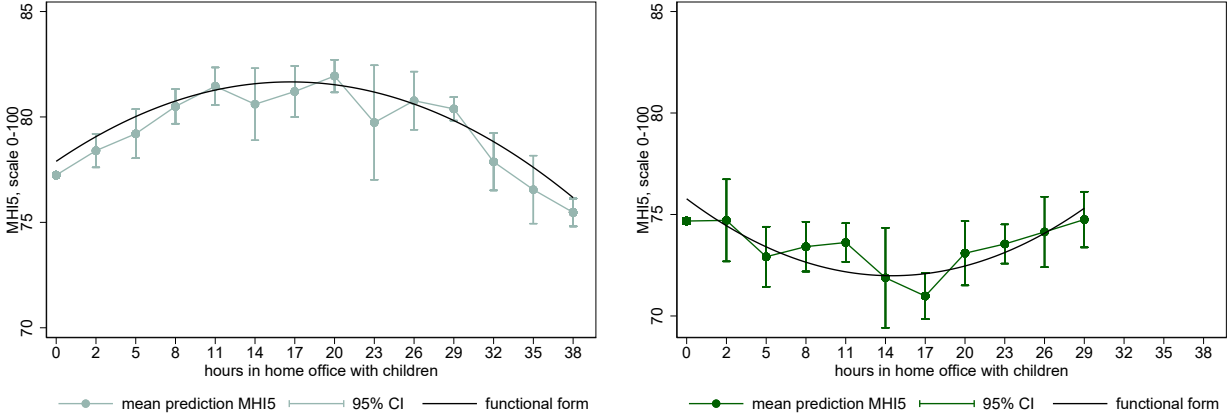 85
80
75
70
MHI5, scale 0-100
0 2 5 8 11 14 17 20 23 26 29 32 35 38
hours in home office with children
mean prediction MHI5 95% CI functional form
85
80
75
70
MHI5, scale 0-100
0 2 5 8 11 14 17 20 23 26 29 32 35 38
hours in home office with children
mean prediction MHI5 95% CI functional form